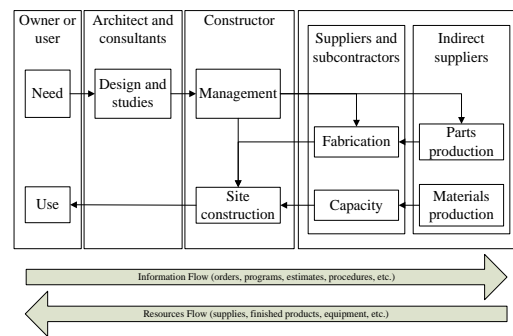 Owner or
user
Architect and
consultants
Constructor
Suppliers and
subcontractors
Indirect
suppliers
Need
Design and
studies
Management
Fabrication
Parts
production
Use
Site
construction
Capacity
Materials
production
Information Flow (orders, programs, estimates, procedures, etc.)
Resources Flow (supplies, finished products, equipment, etc.)